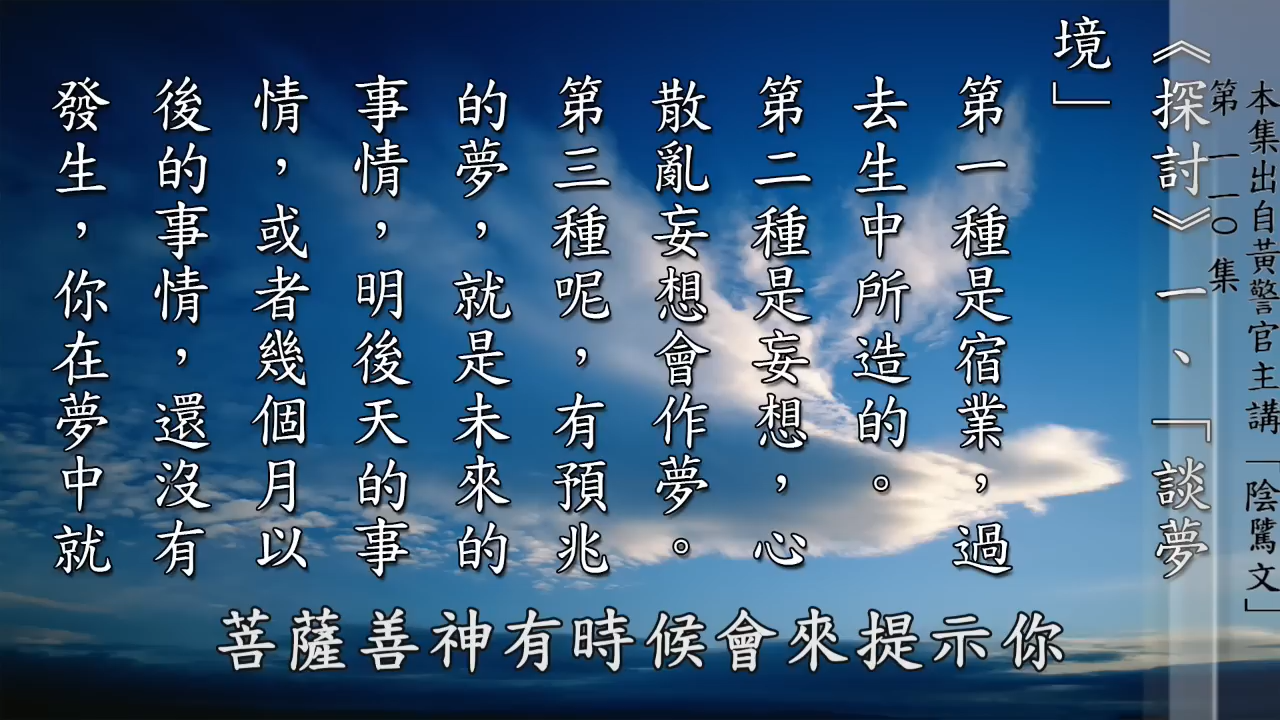 本集出自黃警官主講「陰騭文」
第一一〇集
《探討》一、「談夢
境」
第一種是宿業，過
去生中所造的。
第二種是妄想，心
散亂妄想會作夢。
第三種呢，有預兆
的夢，就是未來的
事情，明後天的事
情，或者幾個月以
後的事情，還沒有
發生，你在夢中就
菩薩善神有時候會來提示你